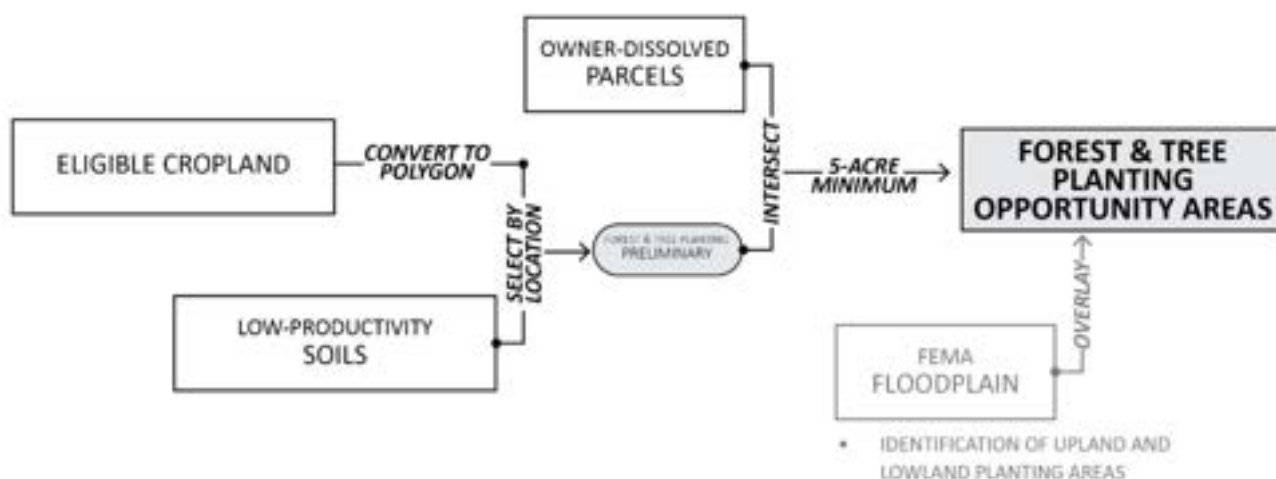 OWNER-DISSOLVED
PARCELS
ELIGIBLE CROPLAND
CONVERT TO
POLYGON
SELECT BY
LOCATION
LOW-PRODUCTIVITY
SOILS
FOREST & TREE PLANTING
PRELIMINARY
INTERSECT
5-ACRE
MINIMUM
FOREST & TREE
PLANTING
OPPORTUNITY AREAS
OVERLAY
FEMA
FLOODPLAIN
• IDENTIFICATION OF UPLAND AND
LOWLAND PLANTING AREAS